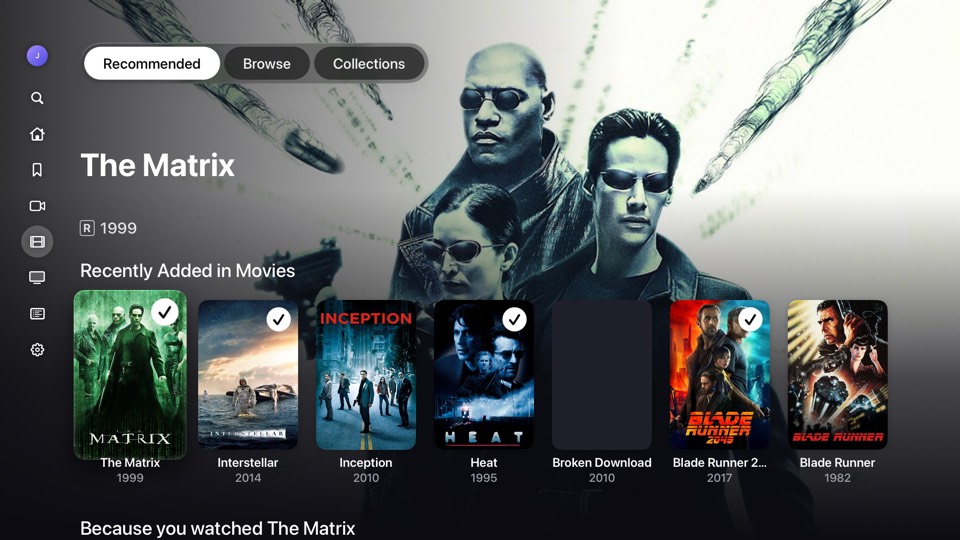 J
Recommended
Browse
Collections
The Matrix
R 1999
Recently Added in Movies
MATRIX
INTERSTELLAR
INCEPTION
HEAT
BLADE
RUNNER
2049
BLADE RUNNER
The Matrix
1999
Interstellar
2014
Inception
2010
Heat
1995
Broken Download
2010
Blade Runner 2...
2017
Blade Runner
1982
Because you watched The Matrix